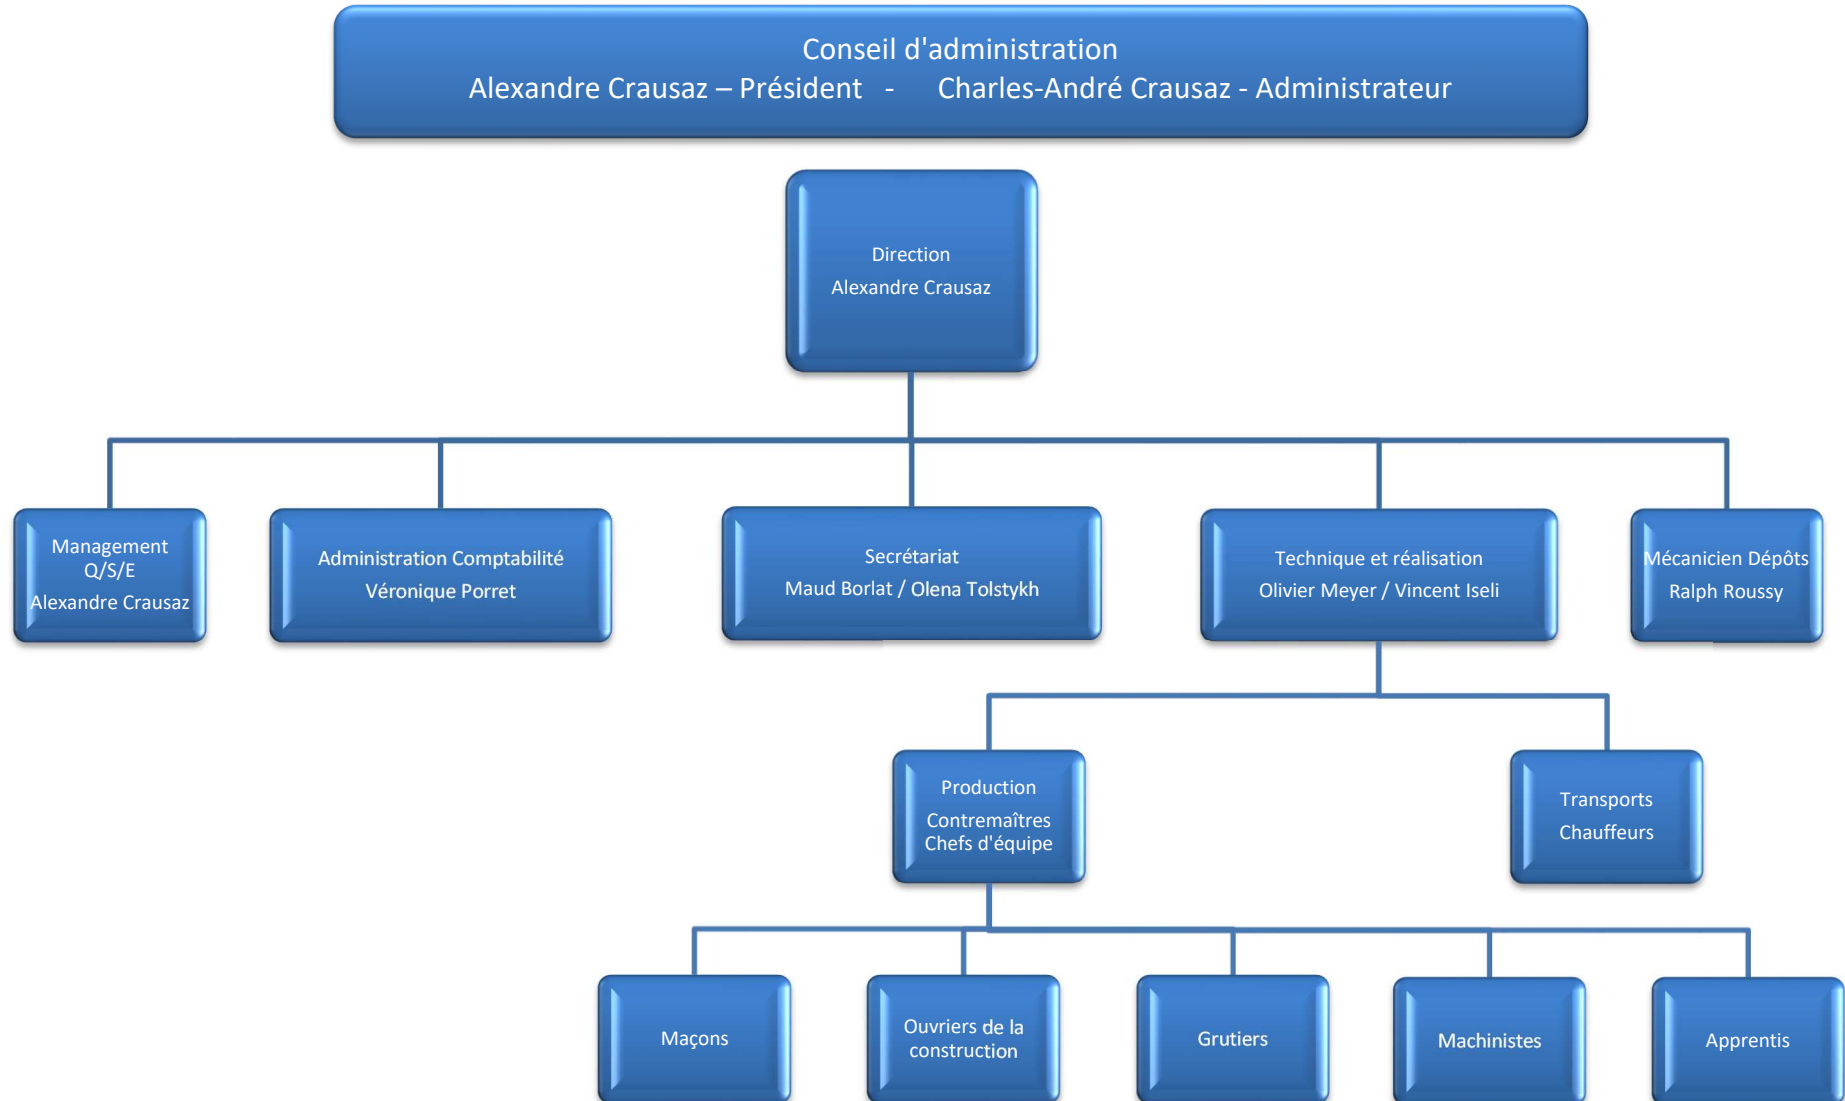 Conseil d'administration
Alexandre Crausaz – Président - Charles-André Crausaz - Administrateur
Direction
Alexandre Crausaz
Management
Q/S/E
Alexandre Crausaz
Administration Comptabilité
Véronique Porret
Secrétariat
Maud Borlat / Olena Tolstykh
Technique et réalisation
Olivier Meyer / Vincent Iseli
Mécanicien Dépôts
Ralph Roussy
Production
Contremaîtres
Chefs d'équipe
Transports
Chauffeurs
Maçons
Ouvriers de la
construction
Grutiers
Machinistes
Apprentis